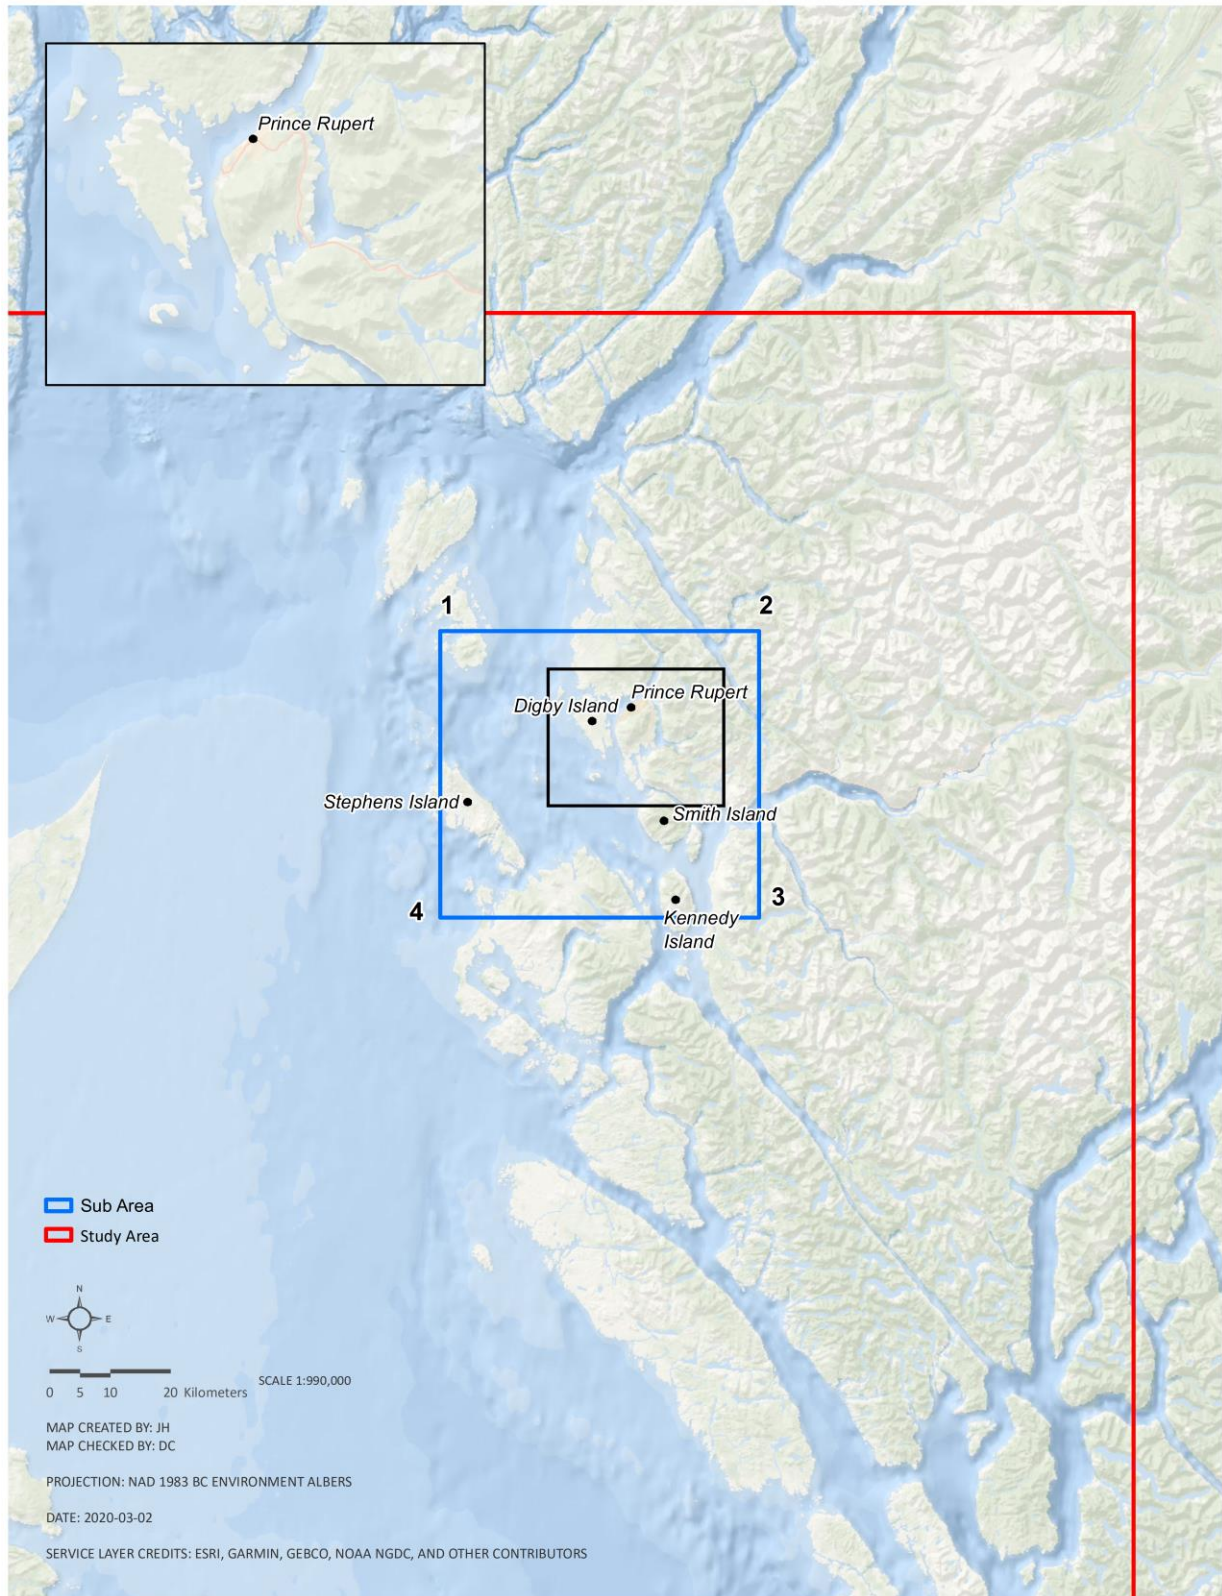 Prince Rupert
1
2
Prince Rupert
Digby Island
Stephens Island
Smith Island
3
4
Kennedy
Island
Sub Area
Study Area
N
W E
S
0 5 10 20 Kilometers
SCALE 1:990,000
MAP CREATED BY: JH
MAP CHECKED BY: DC
PROJECTION: NAD 1983 BC ENVIRONMENT ALBERS
DATE: 2020-03-02
SERVICE LAYER CREDITS: ESRI, GARMIN, GEBCO, NOAA NGDC, AND OTHER CONTRIBUTORS